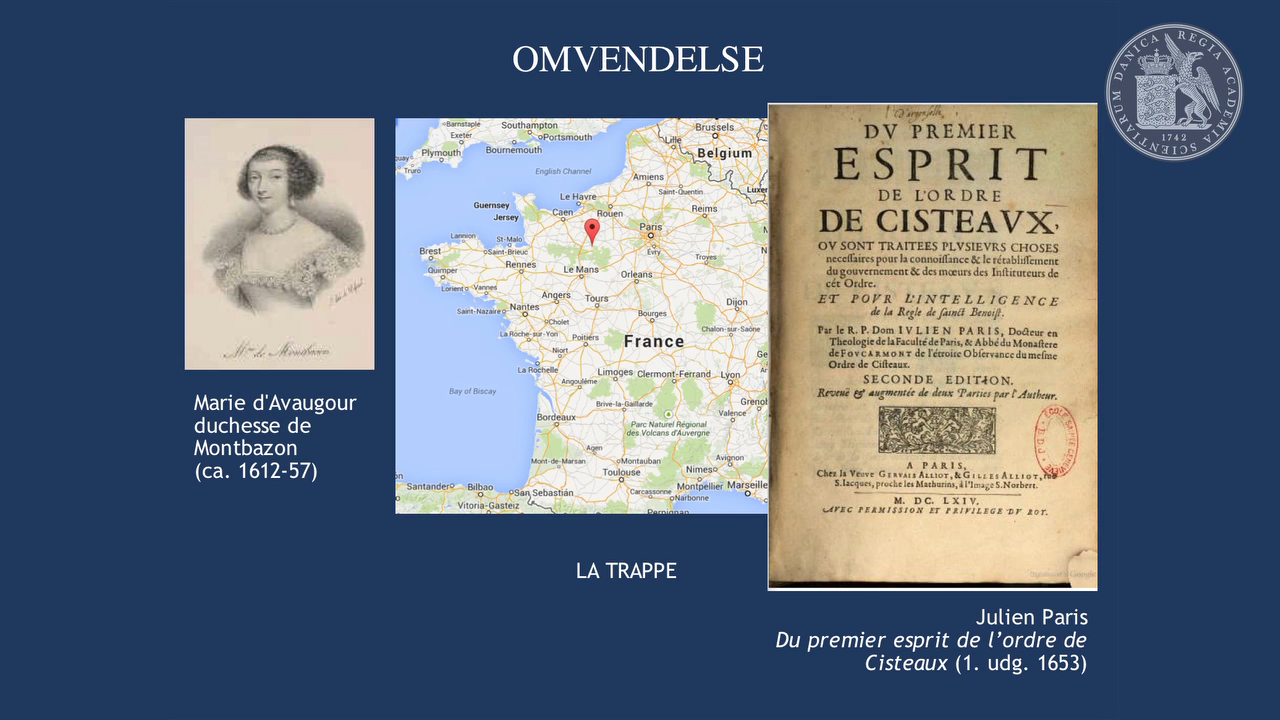 OMVENDELSE
REGIA ACADEMIA SCIENTIARUM DANICA
1742
Mme de Montbazon
Marie d'Avaugour
duchesse de
Montbazon
(ca. 1612-57)
Barnstaple
Southampton
Portsmouth
Exeter
Bournemouth
Plymouth
Truro
Brussels
Lille
Belgium
English Channel
Amiens
Saint-Quentin
Luxem
Guernsey
Jersey
Le Havre
Rouen
Caen
Reims
Paris
Evry
Troyes
Lannion
St-Malo
Brest
Saint-Brieuc
Quimper
Rennes
Le Mans
Orleans
Lorient
Vannes
Angers
Tours
Dijon
Saint-Nazaire
Nantes
Bourges
Cholet
Chalon-sur-Saône
La Roche-sur-Yon
Poitiers
France
Niort
La Rochelle
Limoges
Clermont-Ferrand
Lyon
Angoulême
Bay of Biscay
Brive-la-Gaillarde
Grenob
Valence
Bordeaux
Parc Naturel Régional
des Volcans d'Auvergne
Agen
Mont-de-Marsan
Montauban
Avignon
Nimes
Toulouse
Montpellier
Marseille
Santander
Bilbao
San Sebastián
Carcassonne
Narbonne
Vitoria-Gasteiz
Perpignan
LA TRAPPE
DV PREMIER
ESPRIT
DE L'ORDRE
DE CISTEAVX,
OV SONT TRAITEES PLVSIEVRS CHOSES
necessaires pour la connoissance & le rétablissement
du gouvernement & des mœurs des Instituteurs de
cét Ordre.
ET POVR L'INTELLIGENCE
de la Regle de sainct Benoist.
Par le R. P. Dom IVLIEN PARIS, Docteur en
Theologie de la Faculté de Paris, & Abbé du Monastere
de FOVCARMONT de l'étroite Observance du mesme
Ordre de Cisteaux.
SECONDE EDITION.
Reveuë & augmentée de deux Parties par l'Autheur.
A PARIS,
Chez la Veuve GERVAIS ALLIOT, & GILLES ALLIOT, ruë
S. Iacques, proche les Mathurins, à l'Image S. Norbert.
M. DC. LXIV.
AVEC PERMISSION ET PRIVILEGE DV ROY.
Julien Paris
Du premier esprit de l’ordre de
Cisteaux (1. udg. 1653)